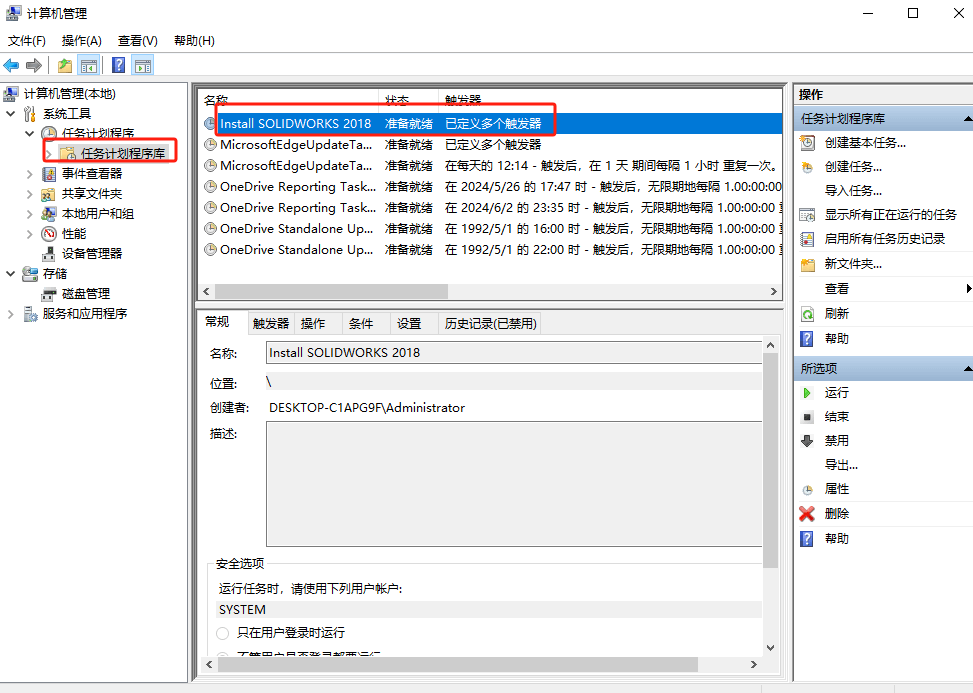 计算机管理
文件(F) 操作(A) 查看(V) 帮助(H)
计算机管理(本地)
系统工具
任务计划程序
任务计划程序库
事件查看器
共享文件夹
本地用户和组
性能
设备管理器
存储
磁盘管理
服务和应用程序
名称 状态 触发器
Install SOLIDWORKS 2018 准备就绪 已定义多个触发器
MicrosoftEdgeUpdateTa... 准备就绪 已定义多个触发器
MicrosoftEdgeUpdateTa... 准备就绪 在每天的 12:14 - 触发后，在 1 天 期间每隔 1 小时 重复一次。
OneDrive Reporting Task... 准备就绪 在 2024/5/26 的 17:47 时 - 触发后，无限期地每隔 1.00:00:00
OneDrive Reporting Task... 准备就绪 在 2024/6/2 的 23:35 时 - 触发后，无限期地每隔 1.00:00:00 重
OneDrive Standalone Up... 准备就绪 在 1992/5/1 的 16:00 时 - 触发后，无限期地每隔 1.00:00:00 重
OneDrive Standalone Up... 准备就绪 在 1992/5/1 的 22:00 时 - 触发后，无限期地每隔 1.00:00:00 重
常规 触发器 操作 条件 设置 历史记录(已禁用)
名称: Install SOLIDWORKS 2018
位置: \
创建者: DESKTOP-C1APG9F\Administrator
描述:
安全选项
运行任务时，请使用下列用户帐户:
SYSTEM
只在用户登录时运行
不管用户是否登录都要运行
操作
任务计划程序库
创建基本任务...
创建任务...
导入任务...
显示所有正在运行的任务
启用所有任务历史记录
新文件夹...
查看
刷新
帮助
所选项
运行
结束
禁用
导出...
属性
删除
帮助